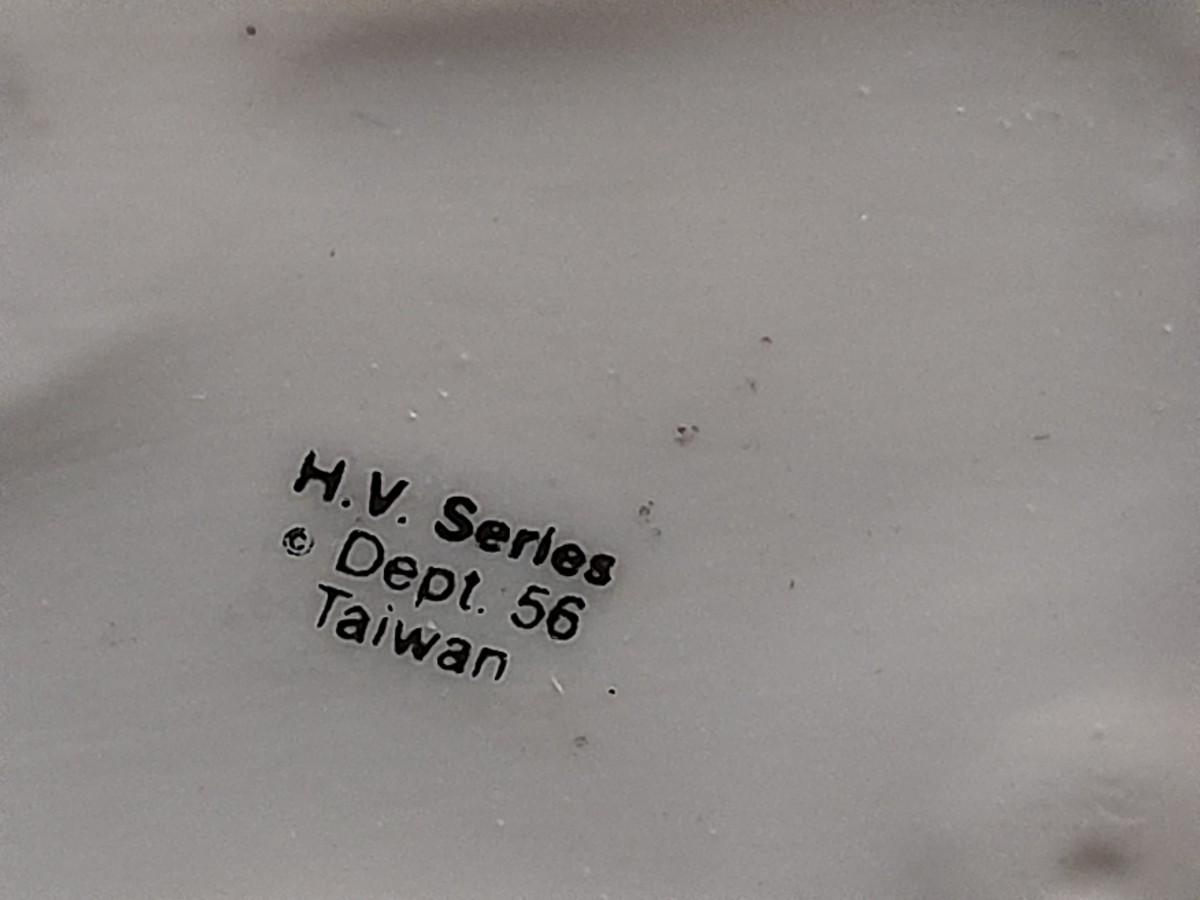 H.V. Series
© Dept. 56
Taiwan